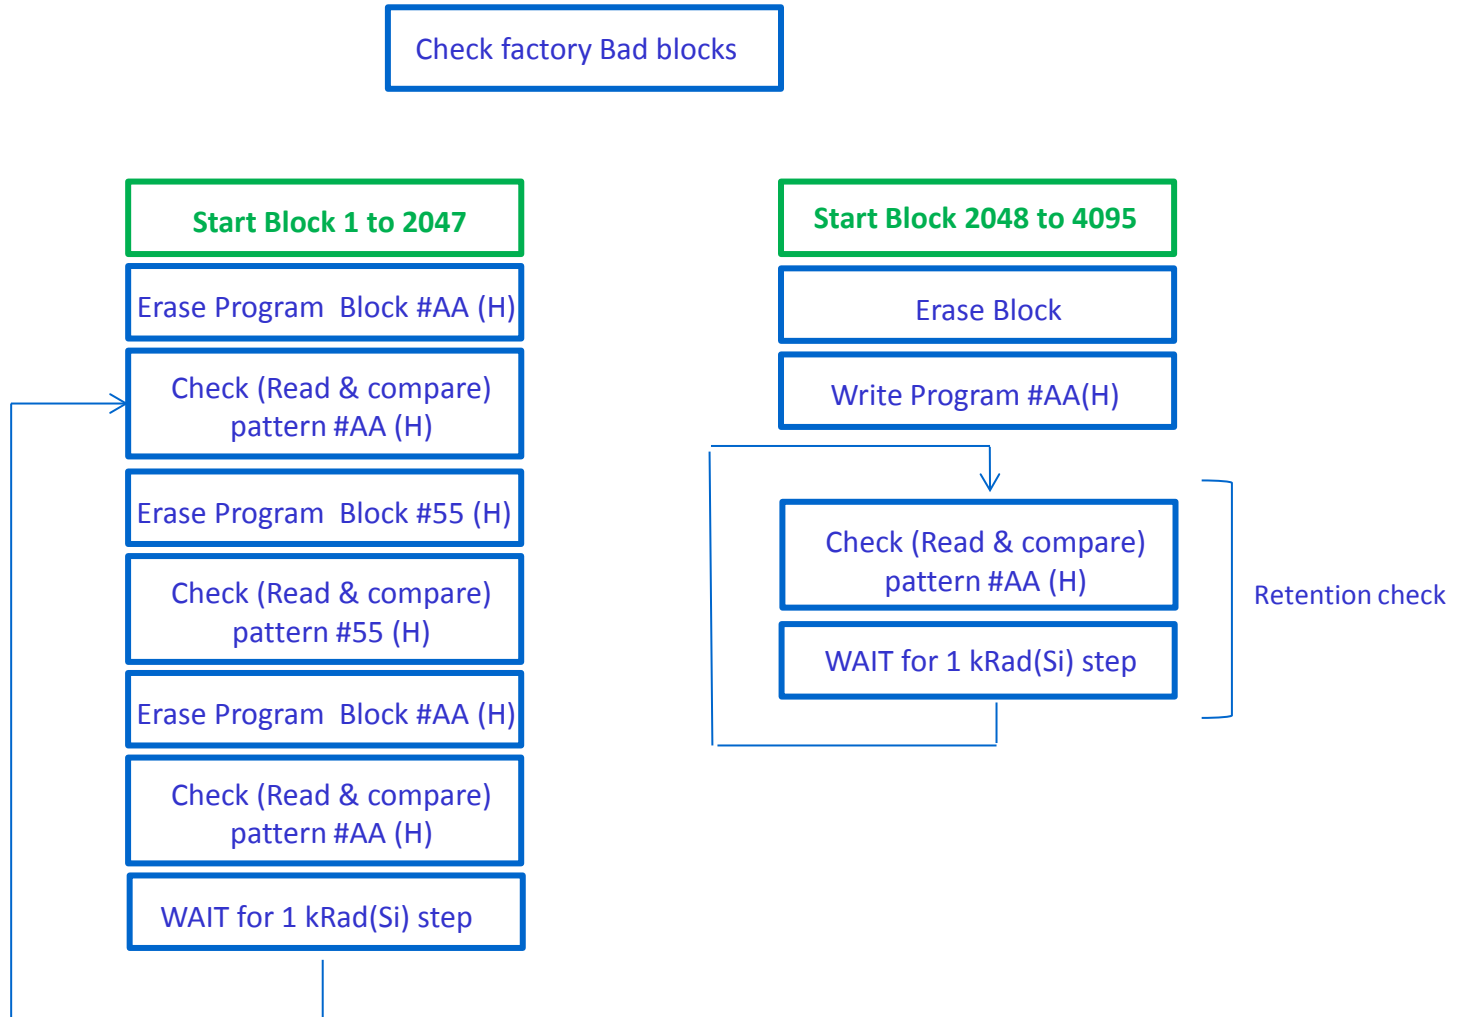 Check factory Bad blocks
Start Block 1 to 2047
Erase Program  Block #AA (H)
Check (Read & compare)
pattern #AA (H)
Erase Program  Block #55 (H)
Check (Read & compare)
pattern #55 (H)
Erase Program  Block #AA (H)
Check (Read & compare)
pattern #AA (H)
WAIT for 1 kRad(Si) step
Start Block 2048 to 4095
Erase Block
Write Program #AA(H)
Check (Read & compare)
pattern #AA (H)
WAIT for 1 kRad(Si) step
Retention check